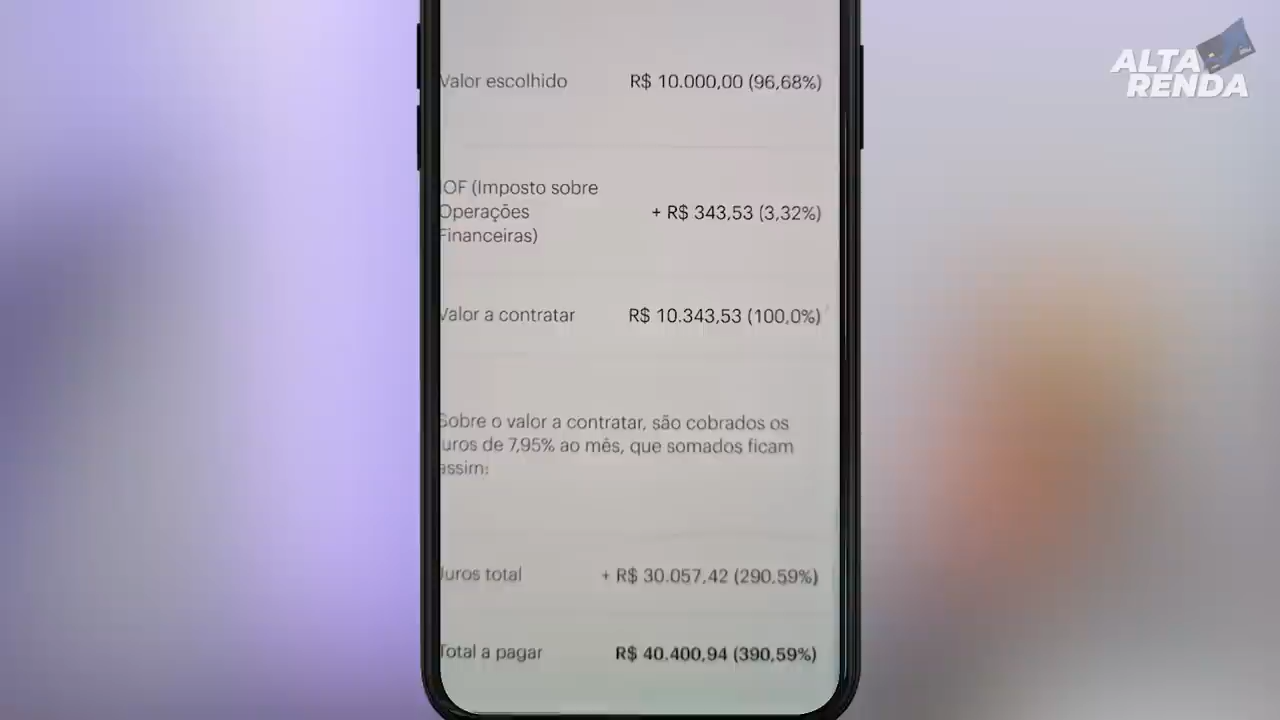 ALTA
RENDA
Valor escolhido R$ 10.000,00 (96,68%)
IOF (Imposto sobre
Operações
Financeiras)
+ R$ 343,53 (3,32%)
Valor a contratar R$ 10.343,53 (100,0%)
Sobre o valor a contratar, são cobrados os
juros de 7,95% ao mês, que somados ficam
assim:
Juros total + R$ 30.057,42 (290,59%)
Total a pagar R$ 40.400,94 (390,59%)